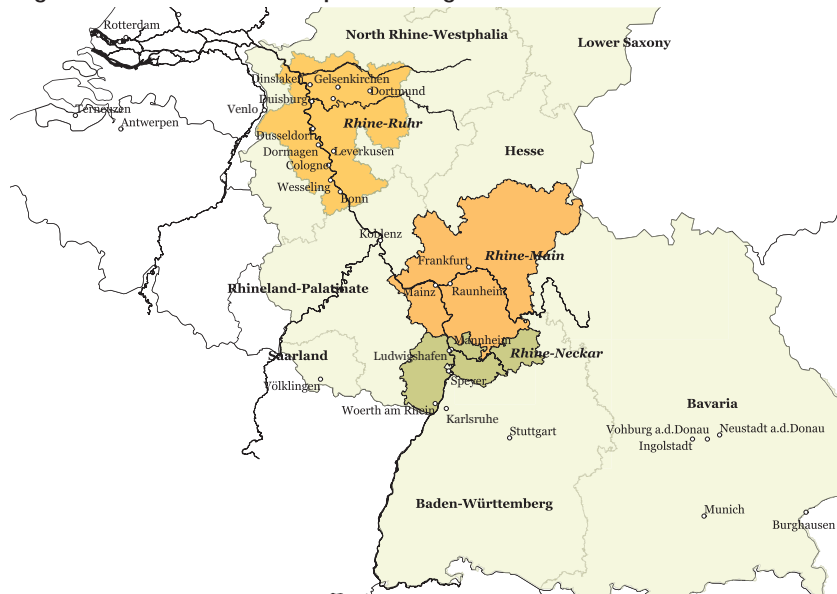 Rotterdam
North Rhine-Westphalia
Lower Saxony
Dinslaken
Gelsenkirchen
Dortmund
Duisburg
Venlo
Terneuzen
Antwerpen
Rhine-Ruhr
Dusseldorf
Dormagen
Leverkusen
Hesse
Cologne
Wesseling
Bonn
Koblenz
Frankfurt
Rhine-Main
Rhineland-Palatinate
Mainz
Raunheim
Mannheim
Saarland
Ludwigshafen
Rhine-Neckar
Völklingen
Speyer
Woerth am Rhein
Karlsruhe
Bavaria
Stuttgart
Vohburg a.d.Donau
Neustadt a.d.Donau
Ingolstadt
Baden-Württemberg
Munich
Burghausen